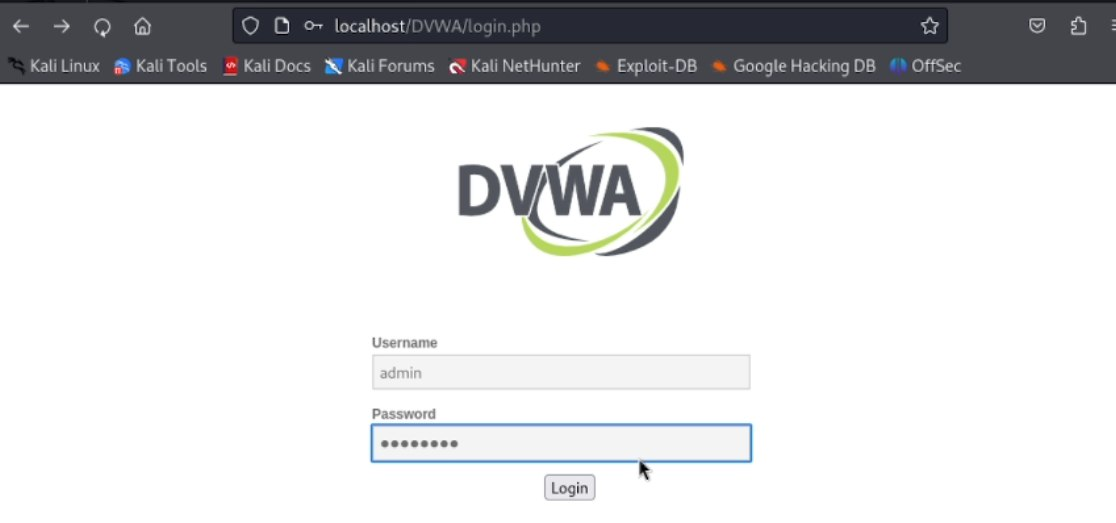 localhost/DVWA/login.php
Kali Linux Kali Tools Kali Docs Kali Forums Kali NetHunter Exploit-DB Google Hacking DB OffSec
DVWA
Username
admin
Password
••••••••
Login